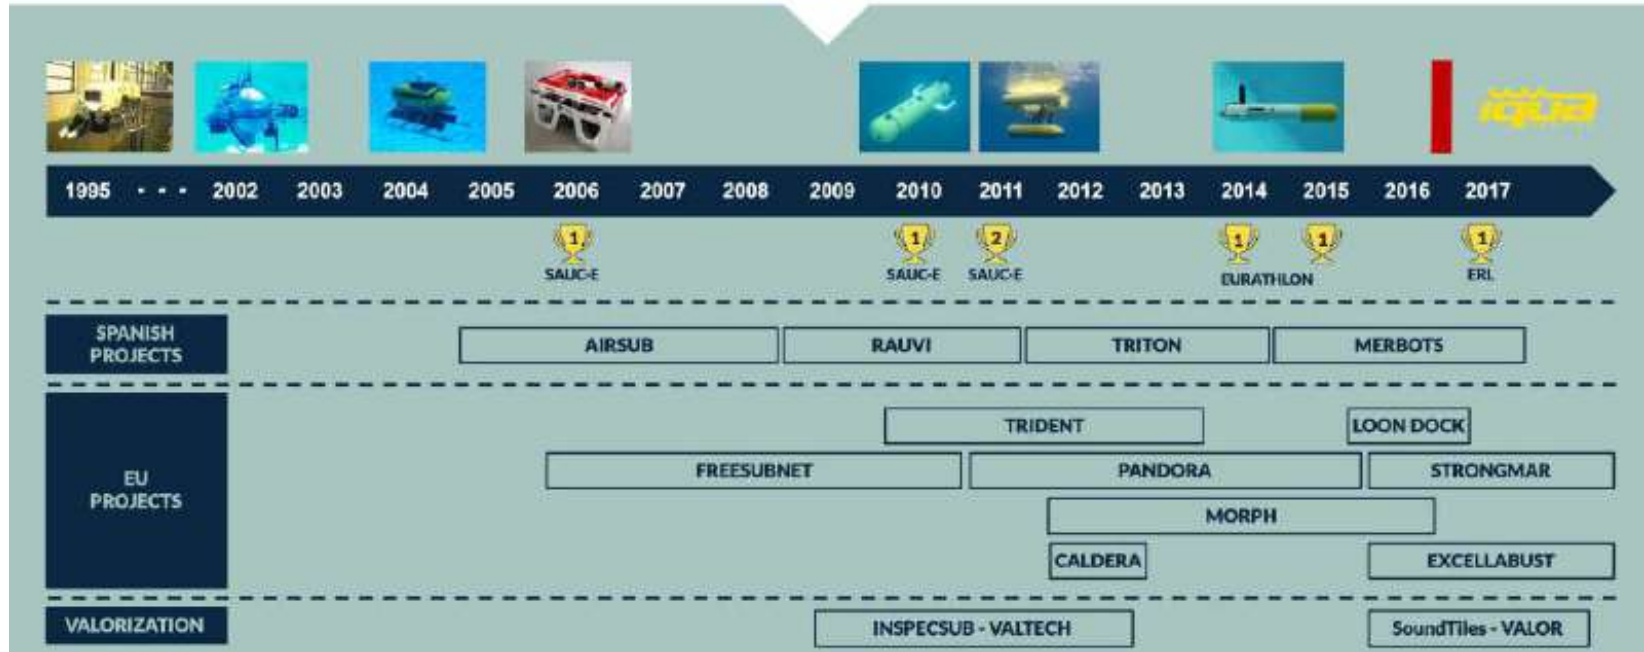 iqua
1995 · · · 2002 2003 2004 2005 2006 2007 2008 2009 2010 2011 2012 2013 2014 2015 2016 2017
1 1 2 1 1 1
SAUC-E SAUC-E SAUC-E EURATHLON ERL
SPANISH
PROJECTS
AIRSUB RAUVI TRITON MERBOTS
EU
PROJECTS
TRIDENT LOON DOCK
FREESUBNET PANDORA STRONGMAR
MORPH
CALDERA EXCELLABUST
VALORIZATION INSPECSUB - VALTECH SoundTiles - VALOR